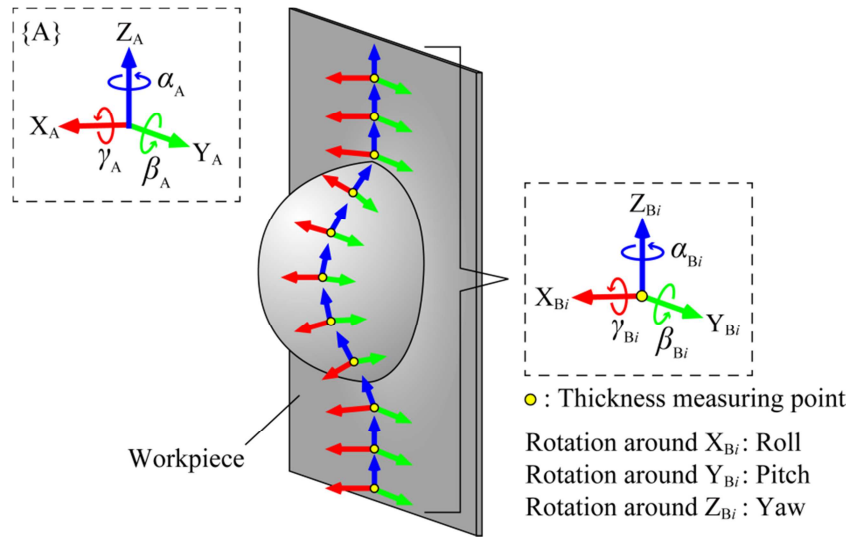 {A}
Z_A
α_A
X_A
γ_A
β_A
Y_A
Z_Bi
α_Bi
X_Bi
γ_Bi
β_Bi
Y_Bi
Workpiece
: Thickness measuring point
Rotation around X_Bi : Roll
Rotation around Y_Bi : Pitch
Rotation around Z_Bi : Yaw